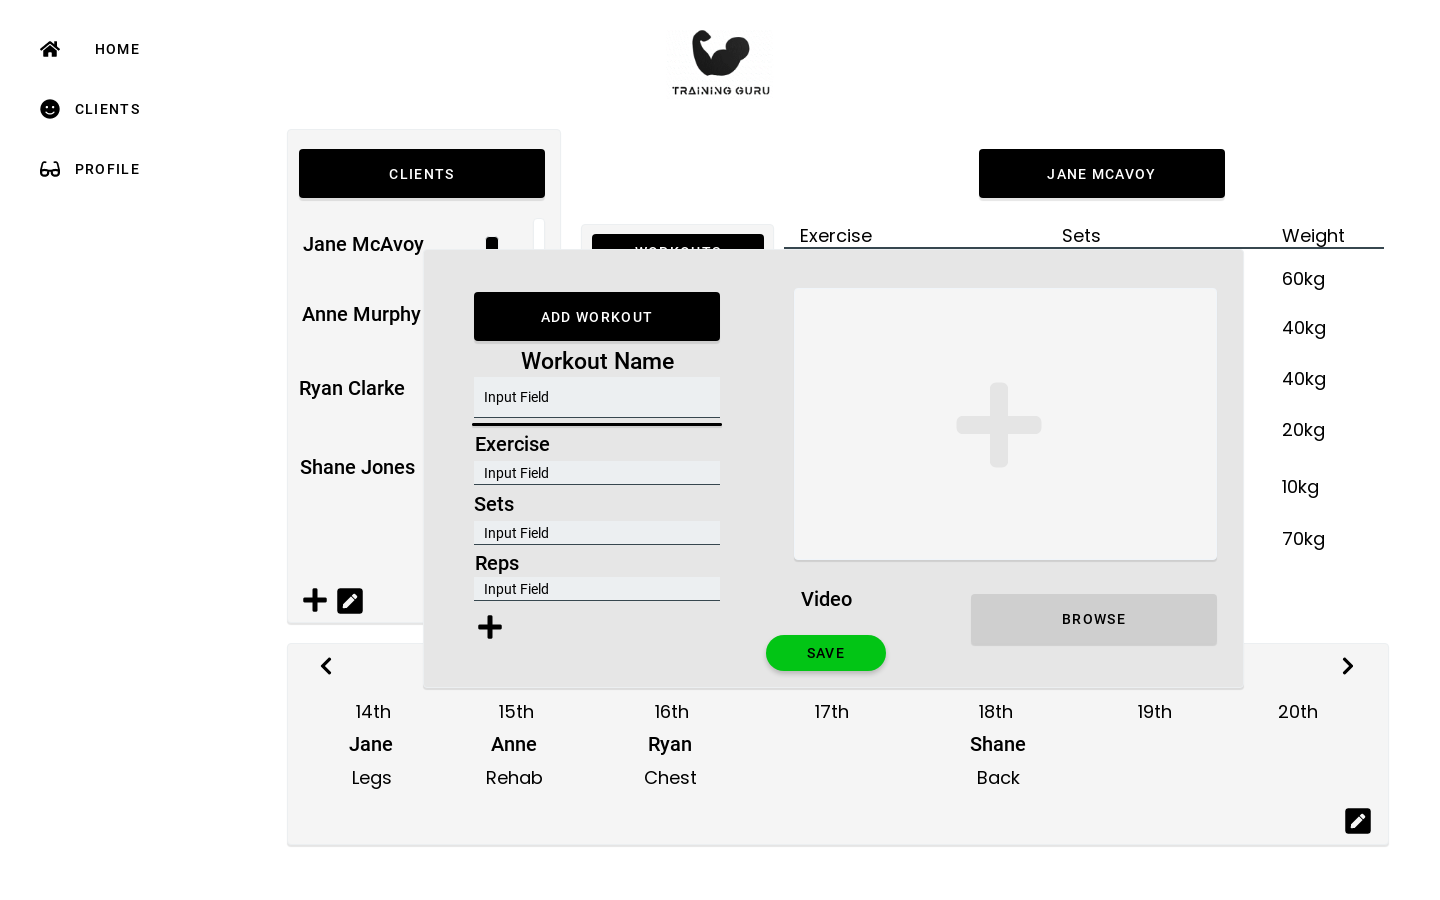 HOME
CLIENTS
PROFILE
TRAINING GURU
CLIENTS
Jane McAvoy
Anne Murphy
Ryan Clarke
Shane Jones
JANE MCAVOY
WORKOUTS
Exercise Sets Weight
60kg
40kg
40kg
20kg
10kg
70kg
ADD WORKOUT
Workout Name
Input Field
Exercise
Input Field
Sets
Input Field
Reps
Input Field
Video
BROWSE
SAVE
14th 15th 16th 17th 18th 19th 20th
Jane Anne Ryan Shane
Legs Rehab Chest Back